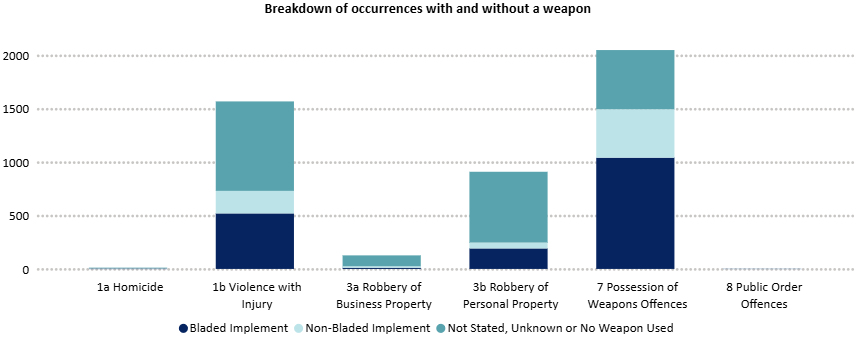 Breakdown of occurrences with and without a weapon
2000
1500
1000
500
0
1a Homicide
1b Violence with
Injury
3a Robbery of
Business Property
3b Robbery of
Personal Property
7 Possession of
Weapons Offences
8 Public Order
Offences
Bladed Implement Non-Bladed Implement Not Stated, Unknown or No Weapon Used